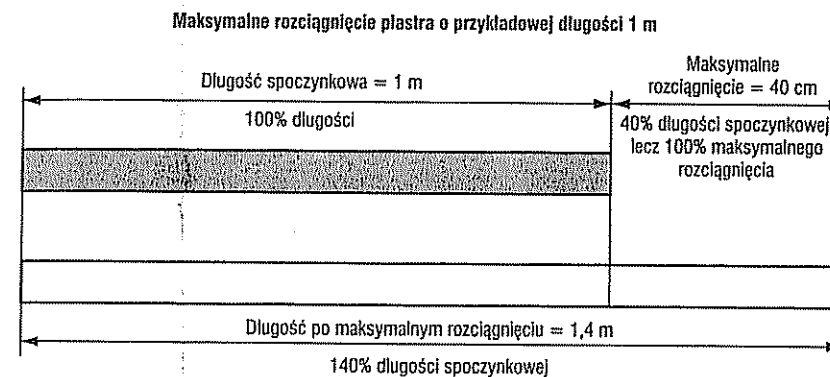 Maksymalne rozciągnięcie plastra o przykładowej długości 1 m
Maksymalne
rozciągnięcie = 40 cm
Długość spoczynkowa = 1 m
100% długości
40% długości spoczynkowej
lecz 100% maksymalnego
rozciągnięcia
Długość po maksymalnym rozciągnięciu = 1,4 m
140% długości spoczynkowej